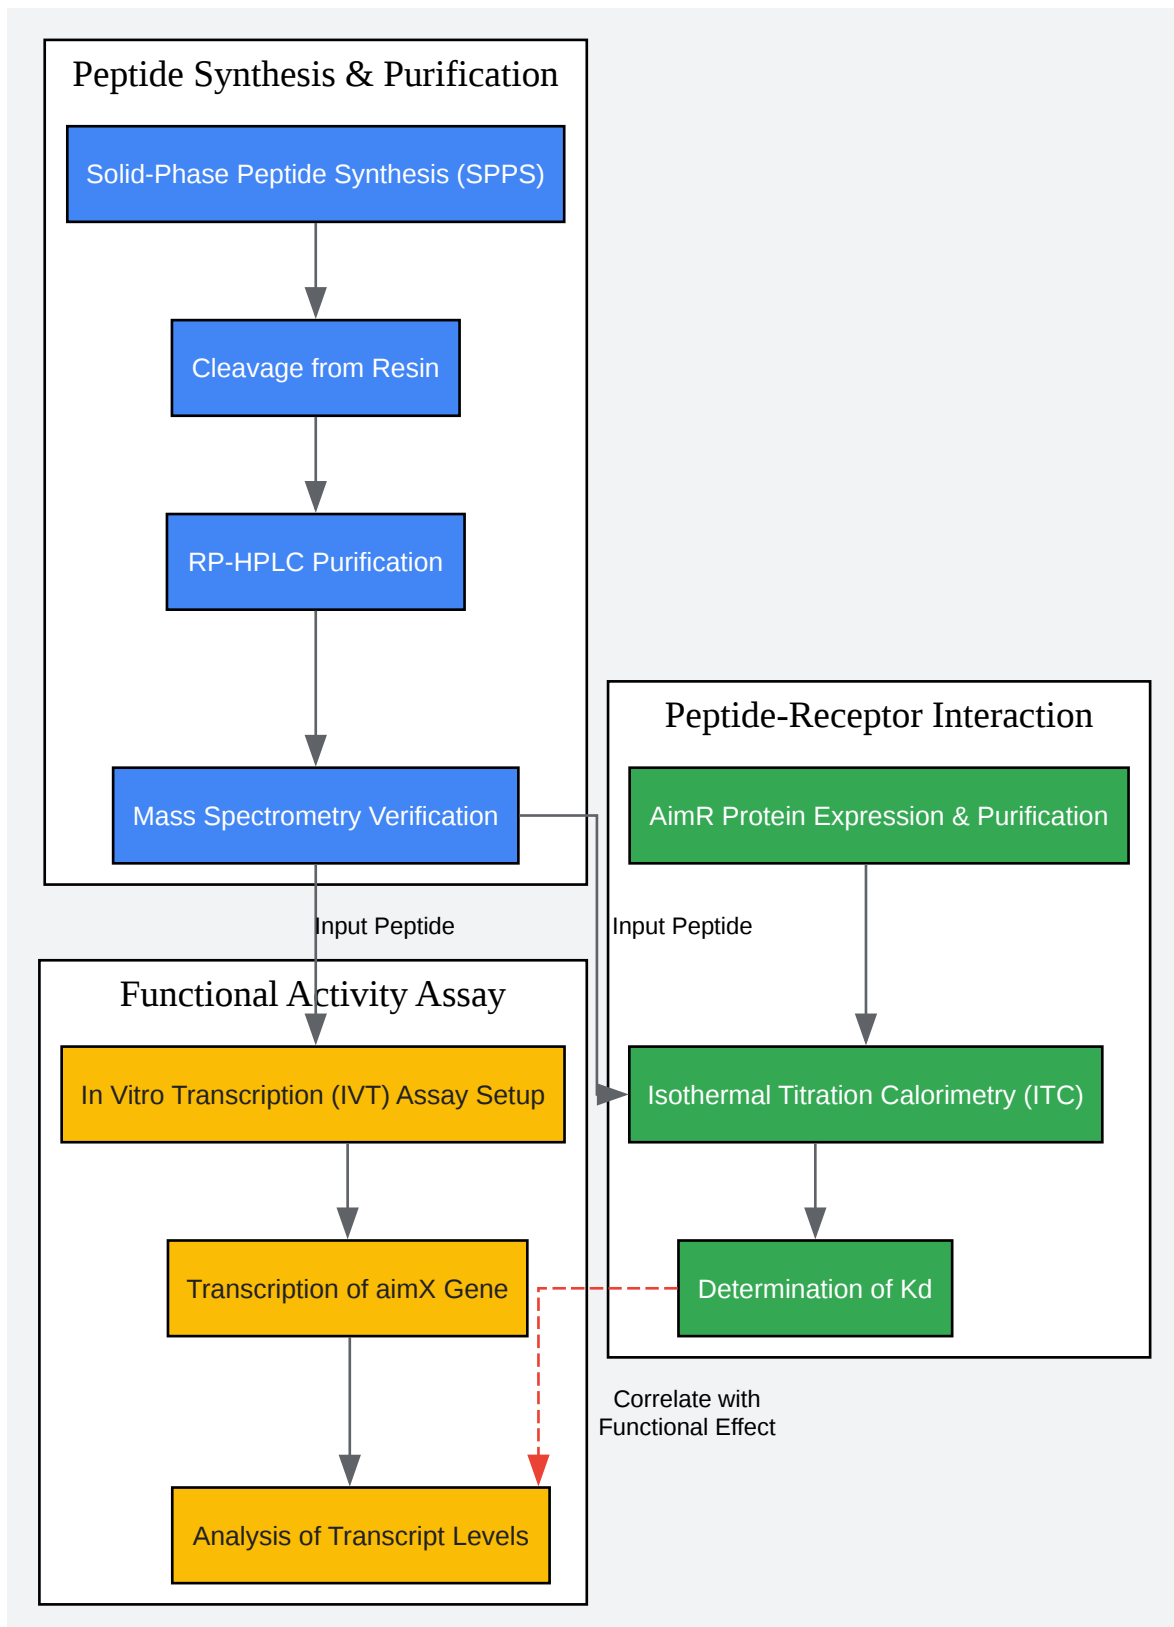 Peptide Synthesis & Purification
Solid-Phase Peptide Synthesis (SPPS)
Cleavage from Resin
RP-HPLC Purification
Mass Spectrometry Verification
Input Peptide
Functional Activity Assay
In Vitro Transcription (IVT) Assay Setup
Transcription of aimX Gene
Analysis of Transcript Levels
Peptide-Receptor Interaction
AimR Protein Expression & Purification
Input Peptide
Isothermal Titration Calorimetry (ITC)
Determination of Kd
Correlate with
Functional Effect